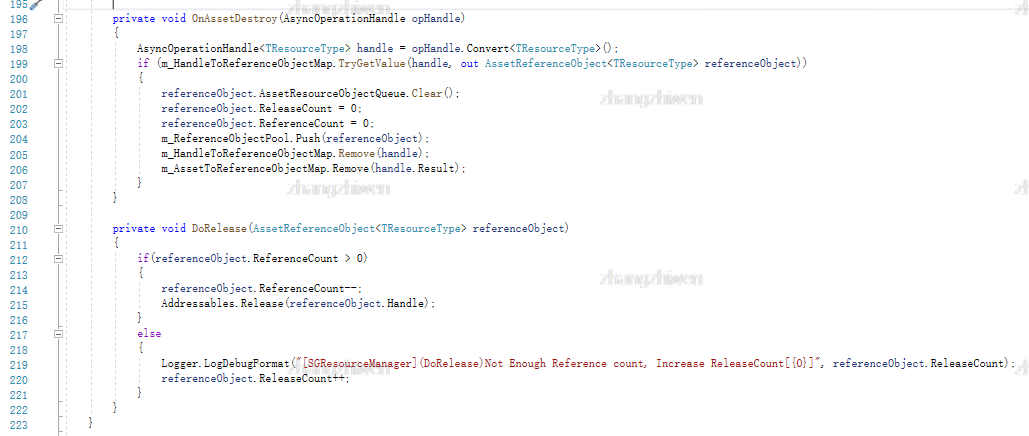 195
196 private void OnAssetDestroy(AsyncOperationHandle opHandle)
197 {
198 AsyncOperationHandle<TResourceType> handle = opHandle.Convert<TResourceType>();
199 if (m_HandleToReferenceObjectMap.TryGetValue(handle, out AssetReferenceObject<TResourceType> referenceObject))
200 {
201 referenceObject.AssetResourceObjectQueue.Clear();
202 referenceObject.ReleaseCount = 0;
203 referenceObject.ReferenceCount = 0;
204 m_ReferenceObjectPool.Push(referenceObject);
205 m_HandleToReferenceObjectMap.Remove(handle);
206 m_AssetToReferenceObjectMap.Remove(handle.Result);
207 }
208 }
209
210 private void DoRelease(AssetReferenceObject<TResourceType> referenceObject)
211 {
212 if(referenceObject.ReferenceCount > 0)
213 {
214 referenceObject.ReferenceCount--;
215 Addressables.Release(referenceObject.Handle);
216 }
217 else
218 {
219 Logger.LogDebugFormat("[SGResourceManager](DoRelease)Not Enough Reference count, Increase ReleaseCount[{0}]", referenceObject.ReleaseCount);
220 referenceObject.ReleaseCount++;
221 }
222 }
223 }
zhangzhiwen
zhangzhiwen
zhangzhiwen
zhangzhiwen
zhangzhiwen